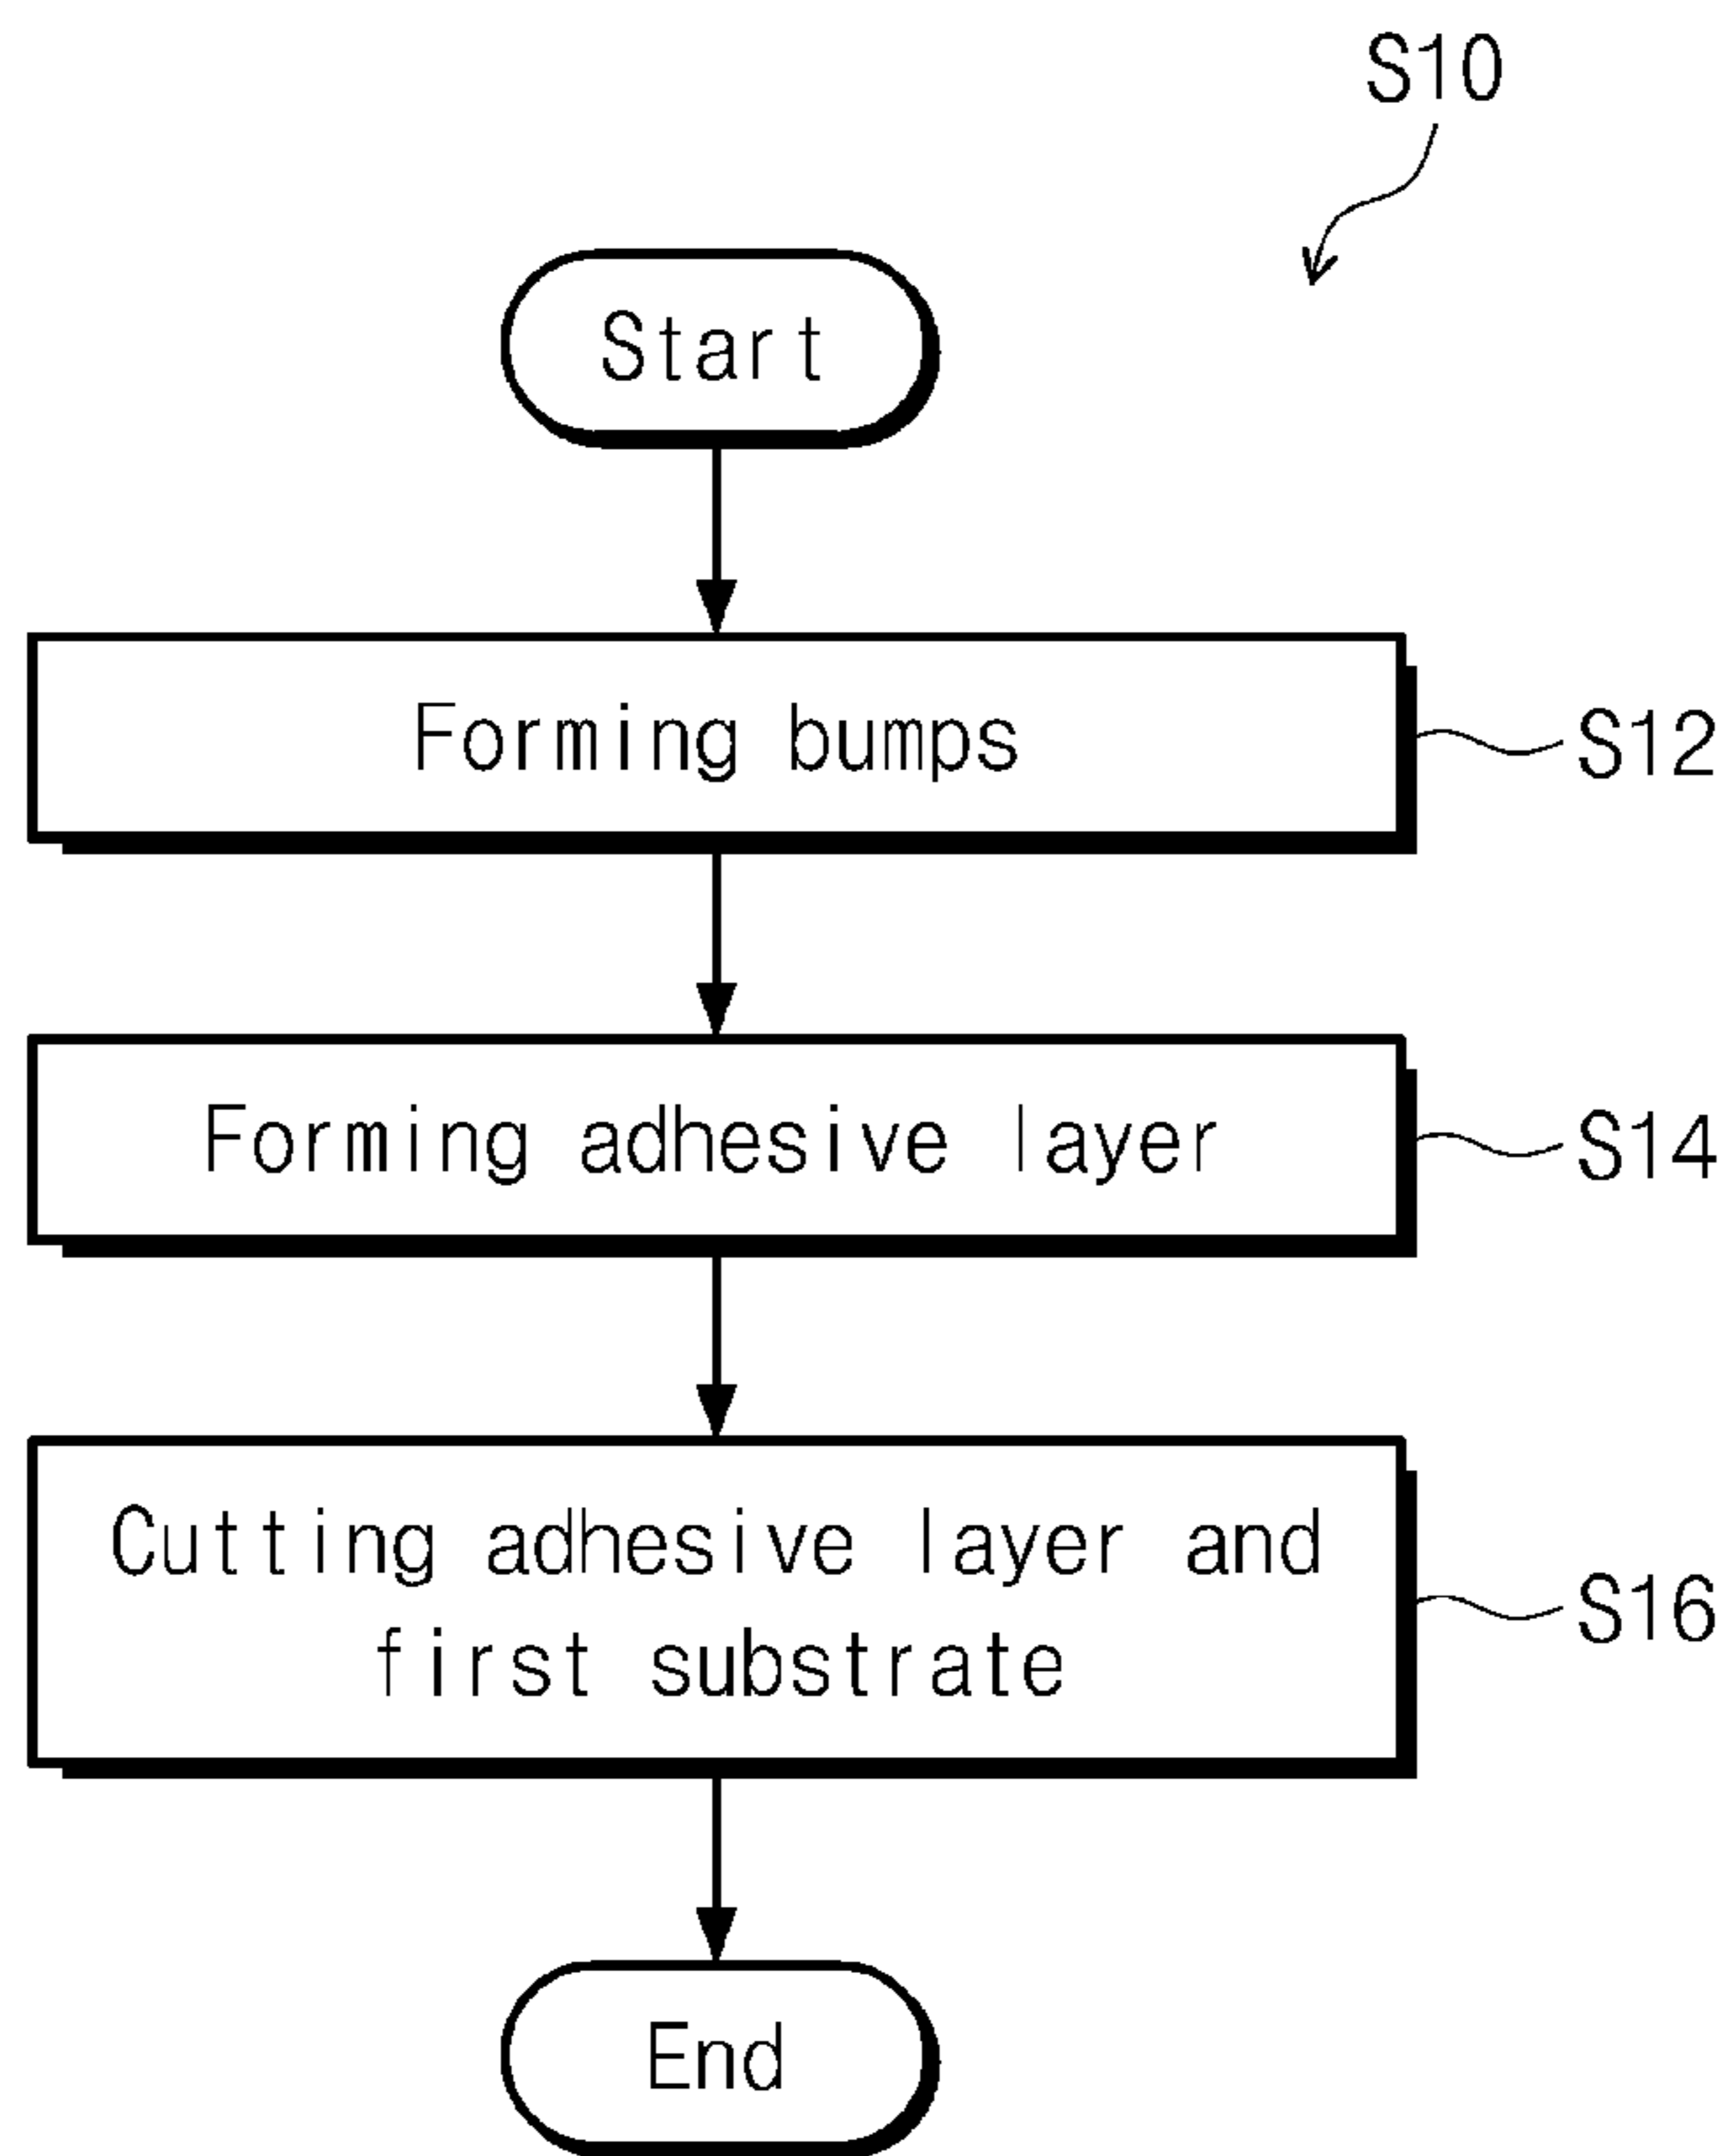 S10
Start
Forming bumps
S12
Forming adhesive layer
S14
Cutting adhesive layer and
first substrate
S16
End